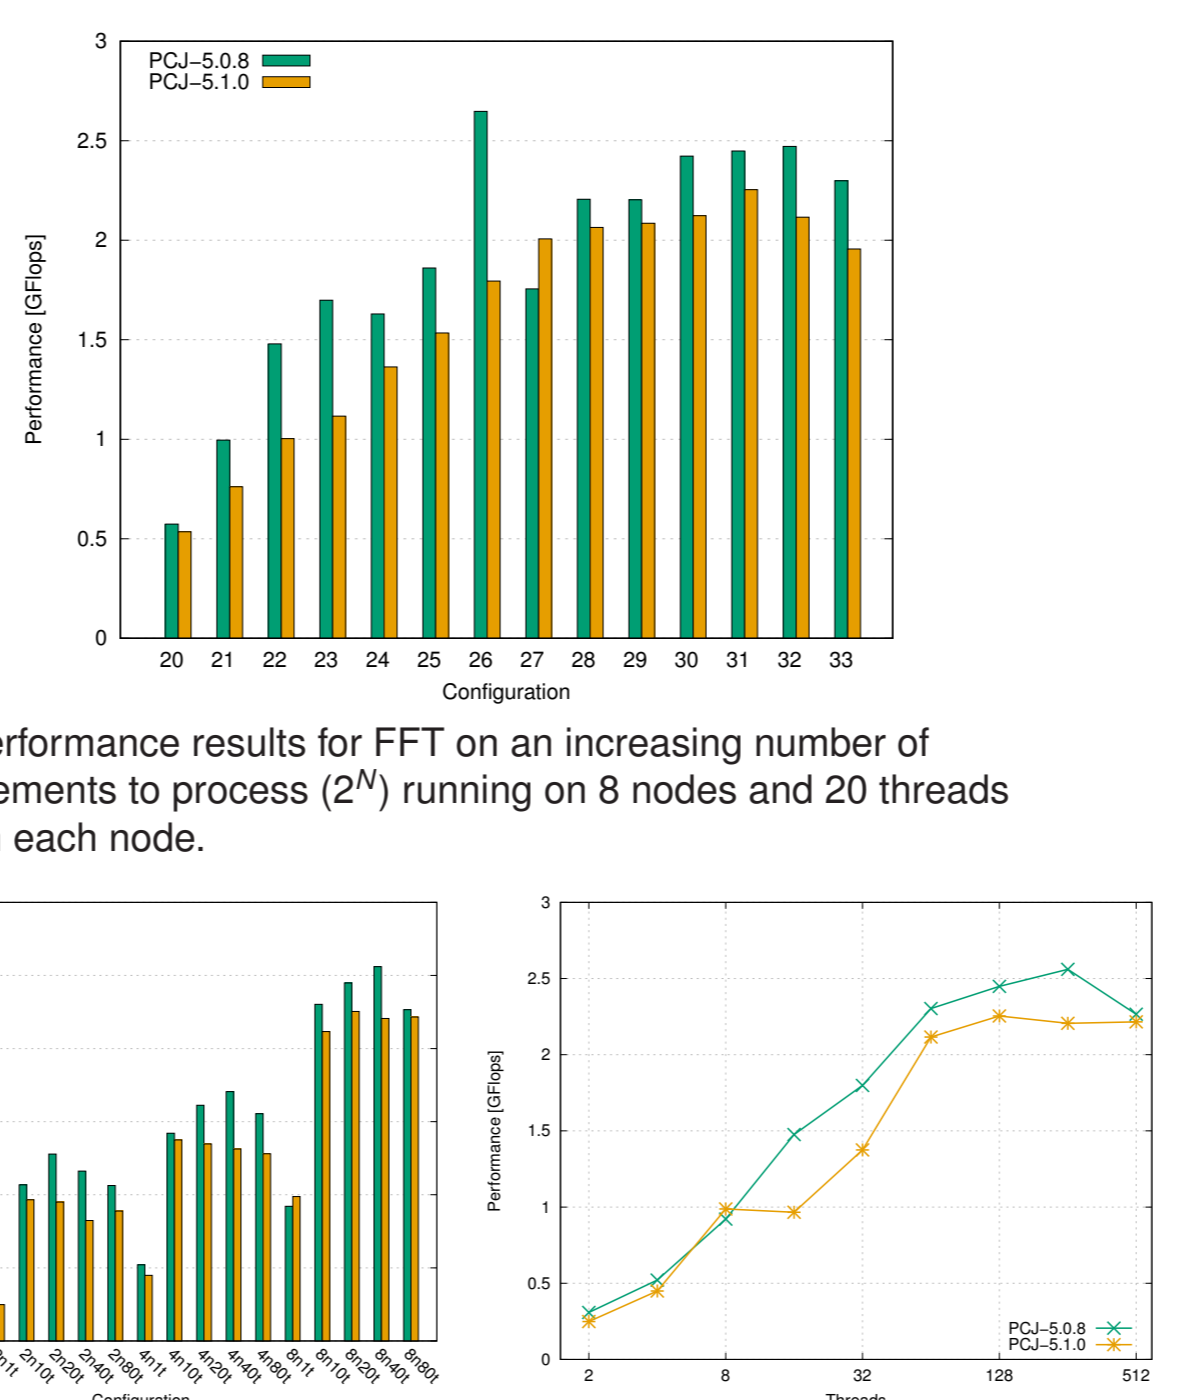 3
PCJ–5.0.8
PCJ–5.1.0
2.5
2
1.5
1
0.5
0
Performance [GFlops]
20 21 22 23 24 25 26 27 28 29 30 31 32 33
Configuration
erformance results for FFT on an increasing number of
ements to process (2^N) running on 8 nodes and 20 threads
each node.
2n10t 2n20t 2n40t 2n80t 4n1t 4n10t 4n20t 4n40t 4n80t 8n1t 8n10t 8n20t 8n40t 8n80t
Configuration
3
2.5
2
1.5
1
0.5
0
Performance [GFlops]
PCJ–5.0.8
PCJ–5.1.0
2 8 32 128 512
Threads